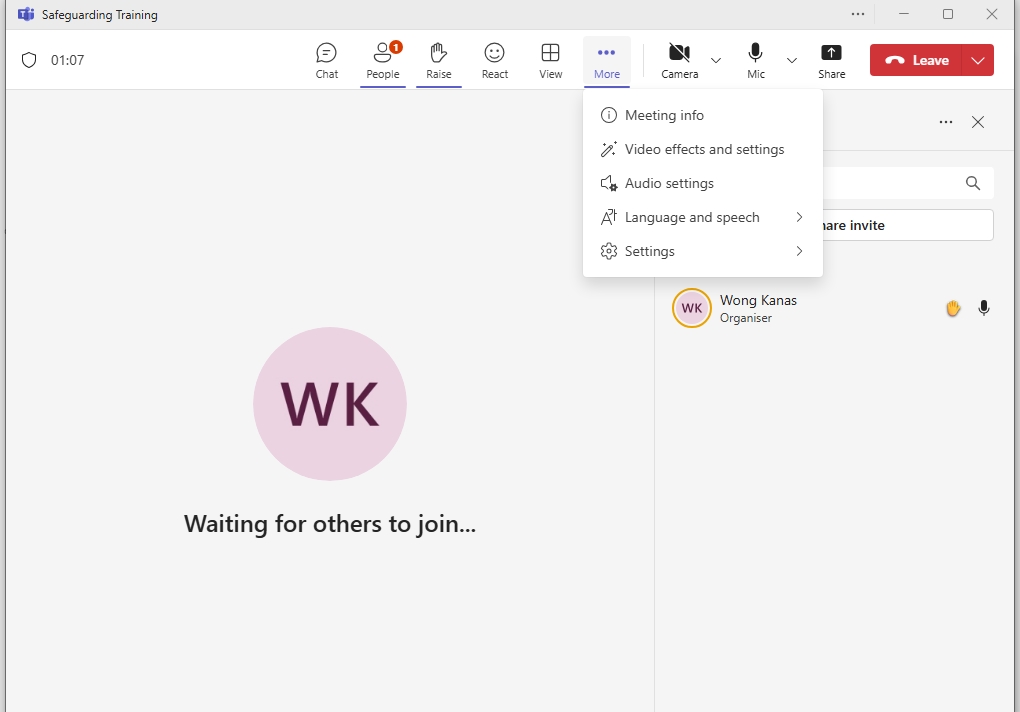 Safeguarding Training
01:07
Chat
People
1
Raise
React
View
More
Camera
Mic
Share
Leave
Meeting info
Video effects and settings
Audio settings
Language and speech
Settings
are invite
WK
Wong Kanas
Organiser
WK
Waiting for others to join...